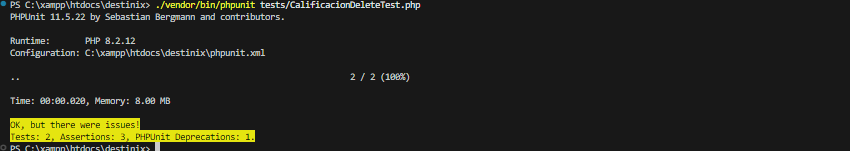 PS C:\xampp\htdocs\destinix> ./vendor/bin/phpunit tests/CalificacionDeleteTest.php
PHPUnit 11.5.22 by Sebastian Bergmann and contributors.
Runtime:       PHP 8.2.12
Configuration: C:\xampp\htdocs\destinix\phpunit.xml
..                                                                  2 / 2 (100%)
Time: 00:00.020, Memory: 8.00 MB
OK, but there were issues!
Tests: 2, Assertions: 3, PHPUnit Deprecations: 1.
PS C:\xampp\htdocs\destinix>